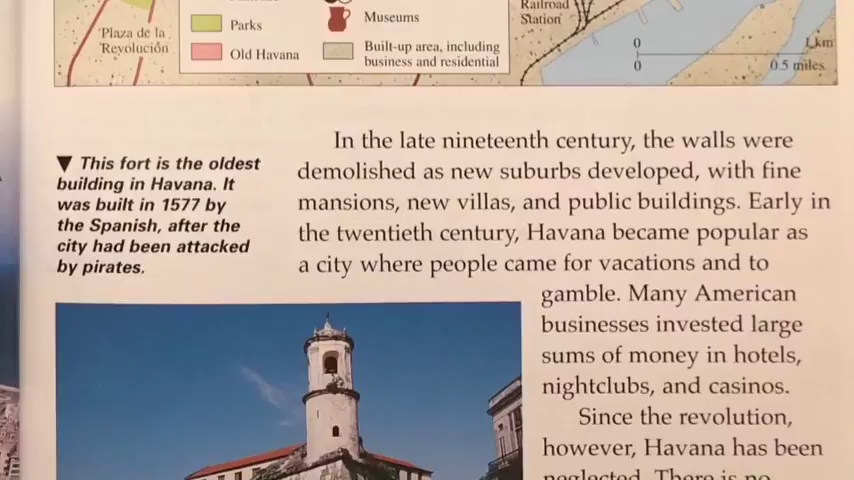 Railroad
Station
Plaza de la
Revolución
Parks
Old Havana
Museums
Built-up area, including
business and residential
0
1 km
0
0.5 miles
▼ This fort is the oldest
building in Havana. It
was built in 1577 by
the Spanish, after the
city had been attacked
by pirates.
In the late nineteenth century, the walls were
demolished as new suburbs developed, with fine
mansions, new villas, and public buildings. Early in
the twentieth century, Havana became popular as
a city where people came for vacations and to
gamble. Many American
businesses invested large
sums of money in hotels,
nightclubs, and casinos.
Since the revolution,
however, Havana has been
neglected. There is no